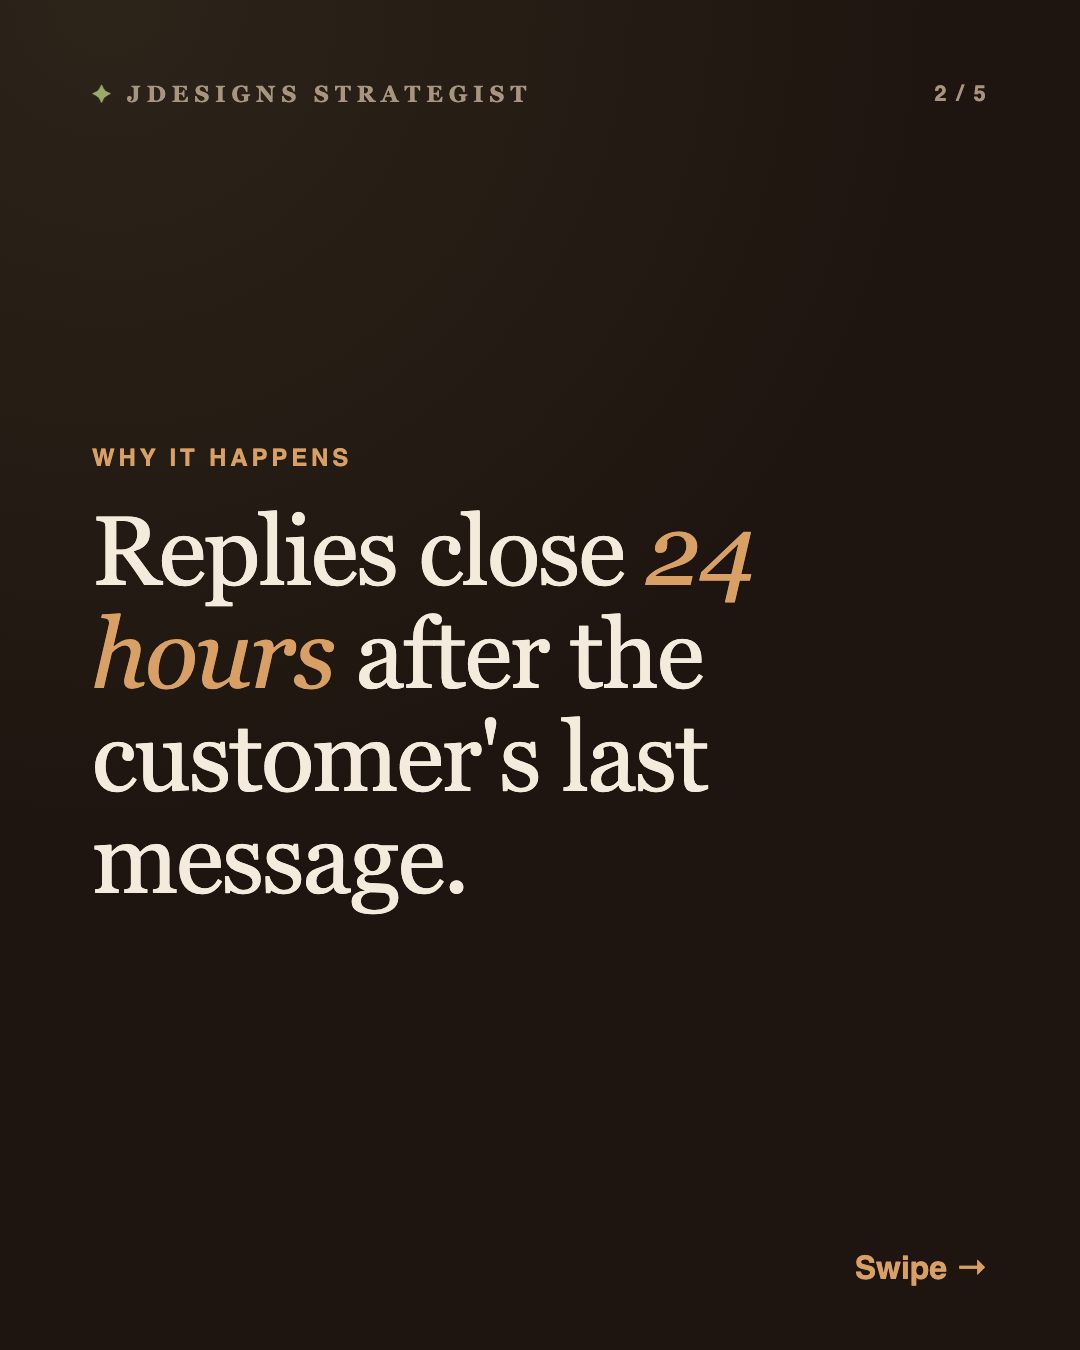 ✦ JDESIGNS STRATEGIST
2 / 5
WHY IT HAPPENS
Replies close 24
hours after the
customer's last
message.
Swipe →